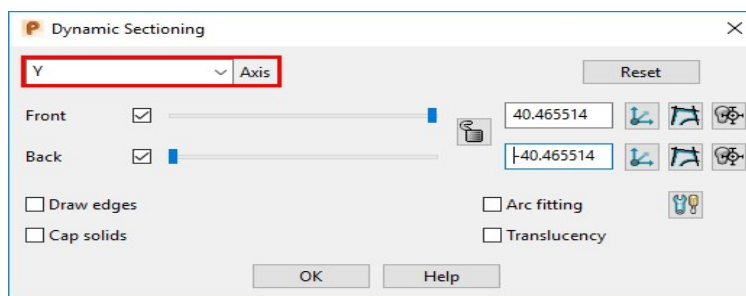 Dynamic Sectioning
Y Axis Reset
Front 40.465514
Back -40.465514
Draw edges Arc fitting
Cap solids Translucency
OK Help